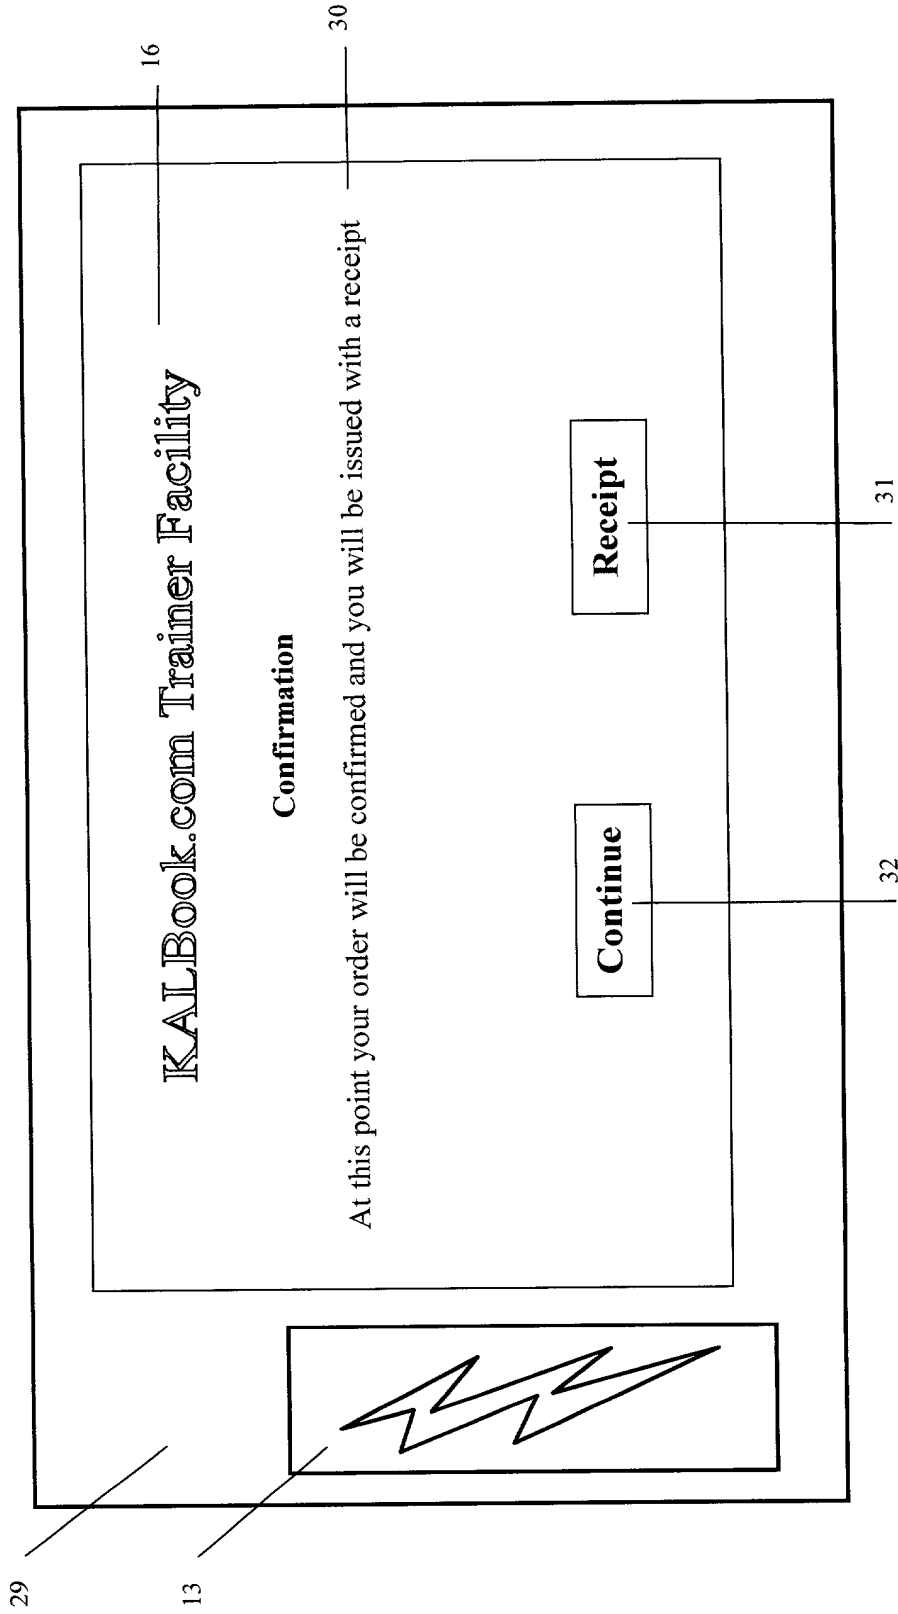 16
30
KALBook.com Trainer Facility
Confirmation
At this point your order will be confirmed and you will be issued with a receipt
Continue
Receipt
29
13
32
31